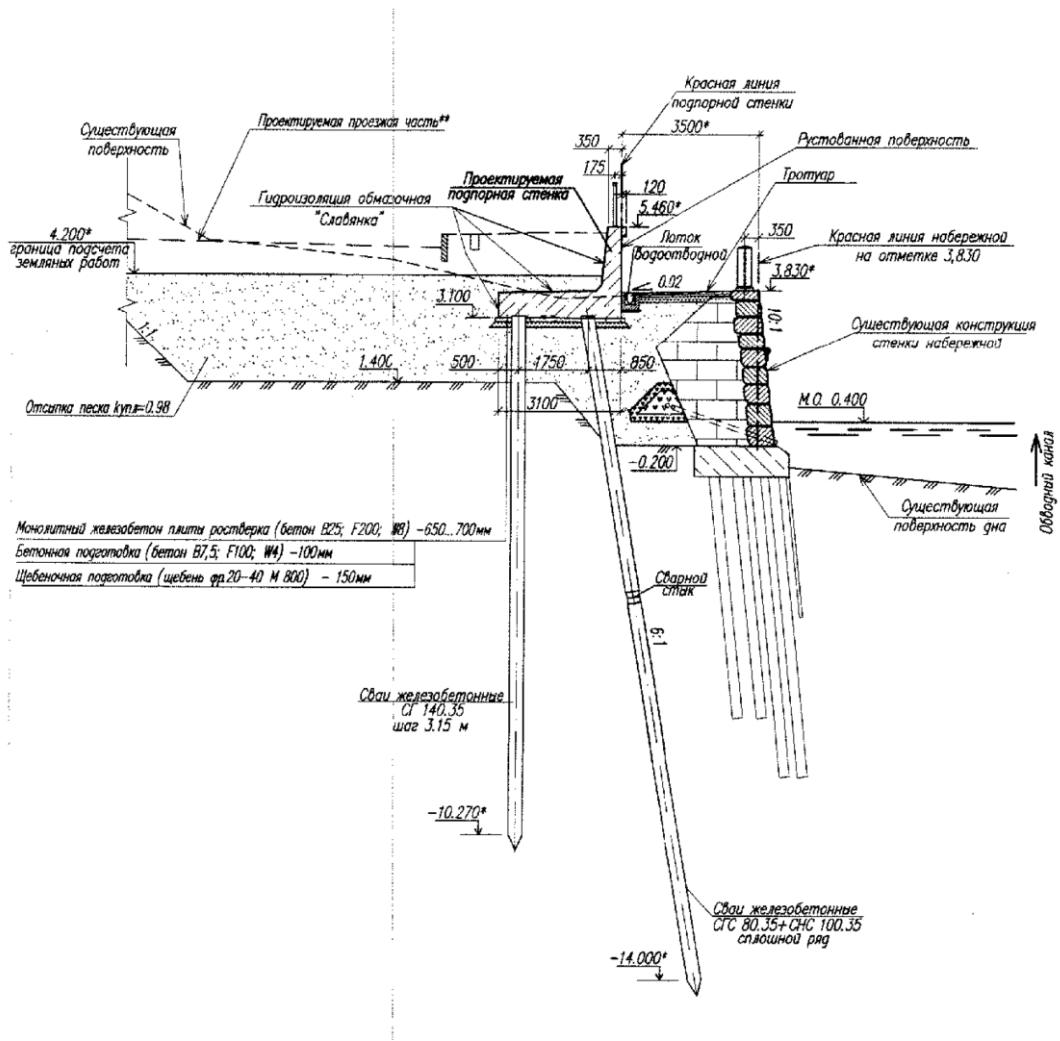 Красная линия
подпорной стенки
Существующая
поверхность
Проектируемая проезжая часть**
350
3500*
Рустованная поверхность
175
Проектируемая
подпорная стенка
120
Тротуар
Гидроизоляция обмазочная
"Славянка"
5.460*
4.200*
граница подсчета
земляных работ
Лоток
водоотводной
350
Красная линия набережной
на отметке 3,830
0.02
3.830*
3.100
10:1
1:1
Существующая конструкция
стенки набережной
1.400
500
1750
850
3100
Отсыпка песка kупл=0.98
М.О. 0.400
-0.200
Обводный канал
Существующая
поверхность дна
Монолитный железобетон плиты ростверка (бетон В25; F200; W8) -650...700мм
Бетонная подготовка (бетон В7,5; F100; W4) -100мм
Щебеночная подготовка (щебень фр.20-40 М 800) - 150мм
Сварной
стык
6:1
Сваи железобетонные
СГ 140.35
шаг 3.15 м
-10.270*
Сваи железобетонные
СГС 80.35+СНС 100.35
сплошной ряд
-14.000*